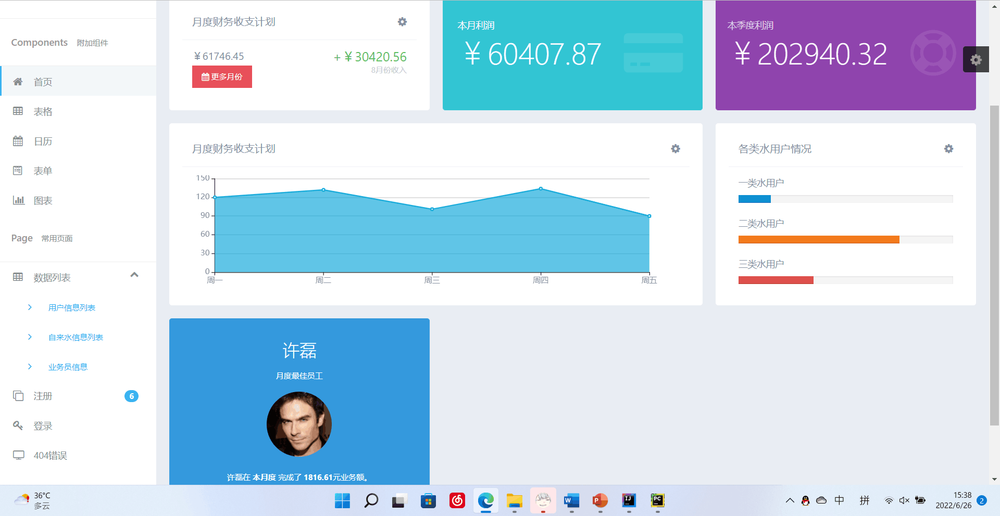 Components 附加组件
首页
表格
日历
表单
图表
Page 常用页面
数据列表
用户信息列表
自来水信息列表
业务员信息
注册 6
登录
404错误
月度财务收支计划
￥61746.45
+ ￥30420.56
8月份收入
更多月份
本月利润
￥60407.87
本季度利润
￥202940.32
月度财务收支计划
150
120
90
60
30
0
周一 周二 周三 周四 周五
各类水用户情况
一类水用户
二类水用户
三类水用户
许磊
月度最佳员工
许磊在 本月度 完成了 1816.61元业务额。
36°C
多云
W
P
IJ
PC
中
拼
15:38
2022/6/26
2